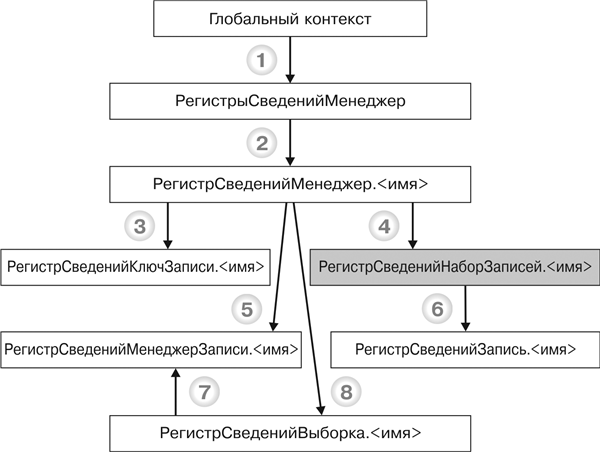 Глобальный контекст
1
РегистрыСведенийМенеджер
2
РегистрСведенийМенеджер.<имя>
3
4
РегистрСведенийКлючЗаписи.<имя>
РегистрСведенийНаборЗаписей.<имя>
5
6
РегистрСведенийМенеджерЗаписи.<имя>
РегистрСведенийЗапись.<имя>
7
8
РегистрСведенийВыборка.<имя>